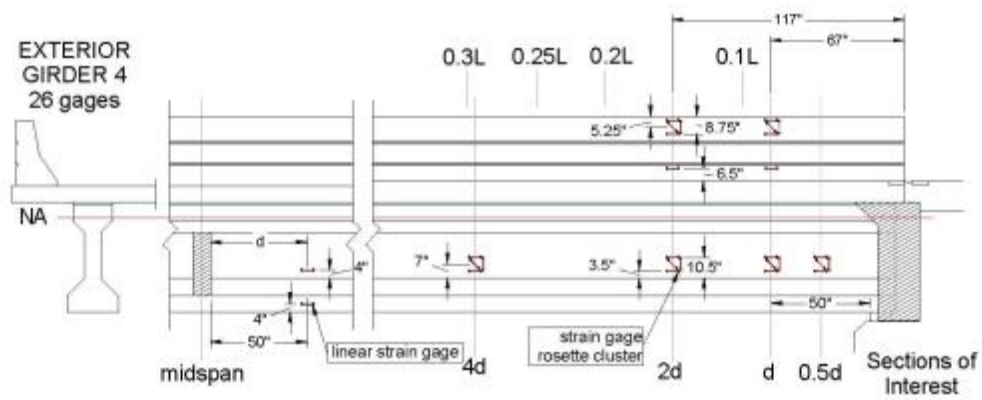 EXTERIOR
GIRDER 4
26 gages
117"
67"
0.3L
0.25L
0.2L
0.1L
5.25"
8.75"
6.5"
NA
d
4"
7"
3.5"
10.5"
4"
50"
50"
linear strain gage
strain gage
rosette cluster
midspan
4d
2d
d
0.5d
Sections of
Interest